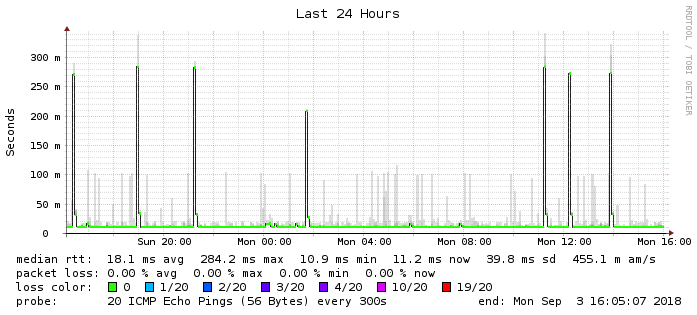 Last 24 Hours
RRDTOOL / TOBI OETIKER
Seconds
300 m
250 m
200 m
150 m
100 m
50 m
0
Sun 20:00 Mon 00:00 Mon 04:00 Mon 08:00 Mon 12:00 Mon 16:00
median rtt: 18.1 ms avg 284.2 ms max 10.9 ms min 11.2 ms now 39.8 ms sd 455.1 m am/s
packet loss: 0.00 % avg 0.00 % max 0.00 % min 0.00 % now
loss color: 0 1/20 2/20 3/20 4/20 10/20 19/20
probe: 20 ICMP Echo Pings (56 Bytes) every 300s end: Mon Sep 3 16:05:07 2018